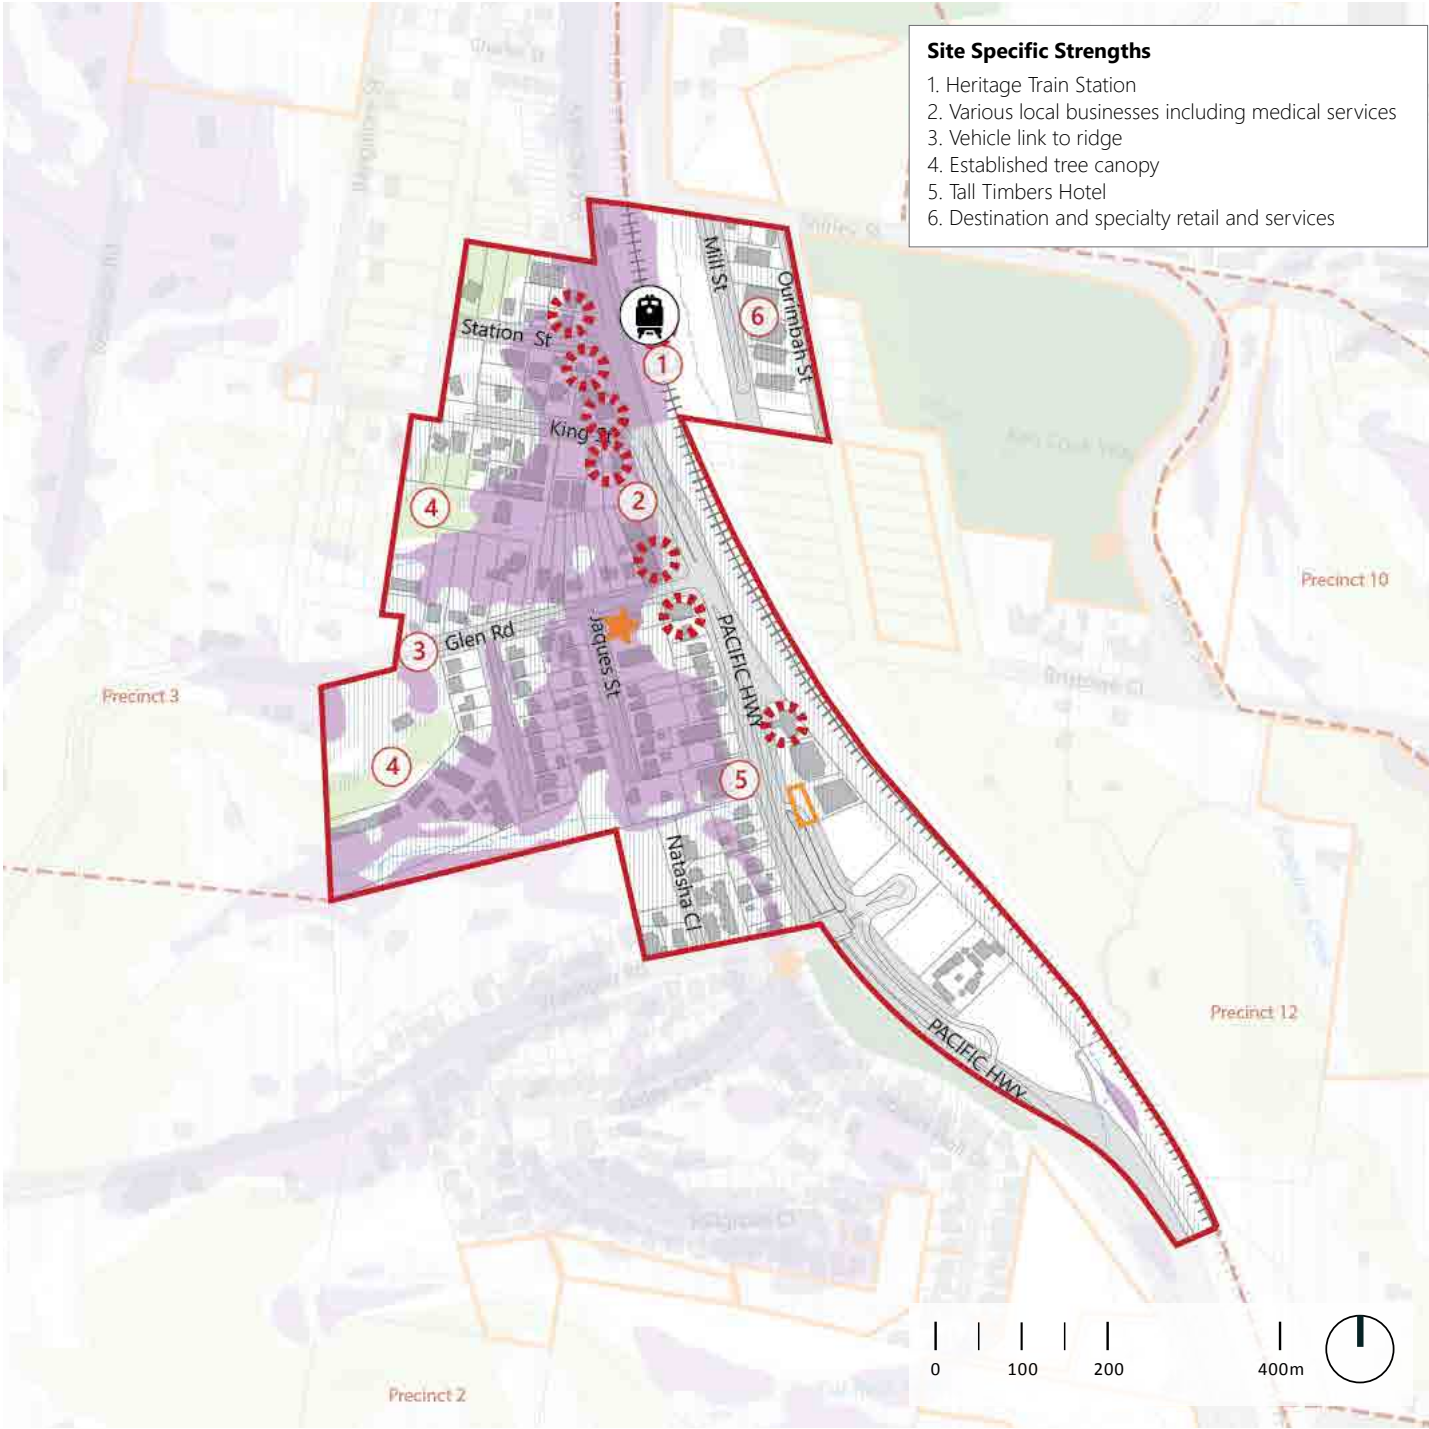 Site Specific Strengths
1. Heritage Train Station
2. Various local businesses including medical services
3. Vehicle link to ridge
4. Established tree canopy
5. Tall Timbers Hotel
6. Destination and specialty retail and services
Mill St
Ourimbah St
6
Station St
1
King St
4
2
Precinct 10
Glen Rd
3
Jaques St
PACIFIC HWY
Precinct 3
4
5
Natasha Cl
Precinct 12
PACIFIC HWY
0 100 200 400m
Precinct 2